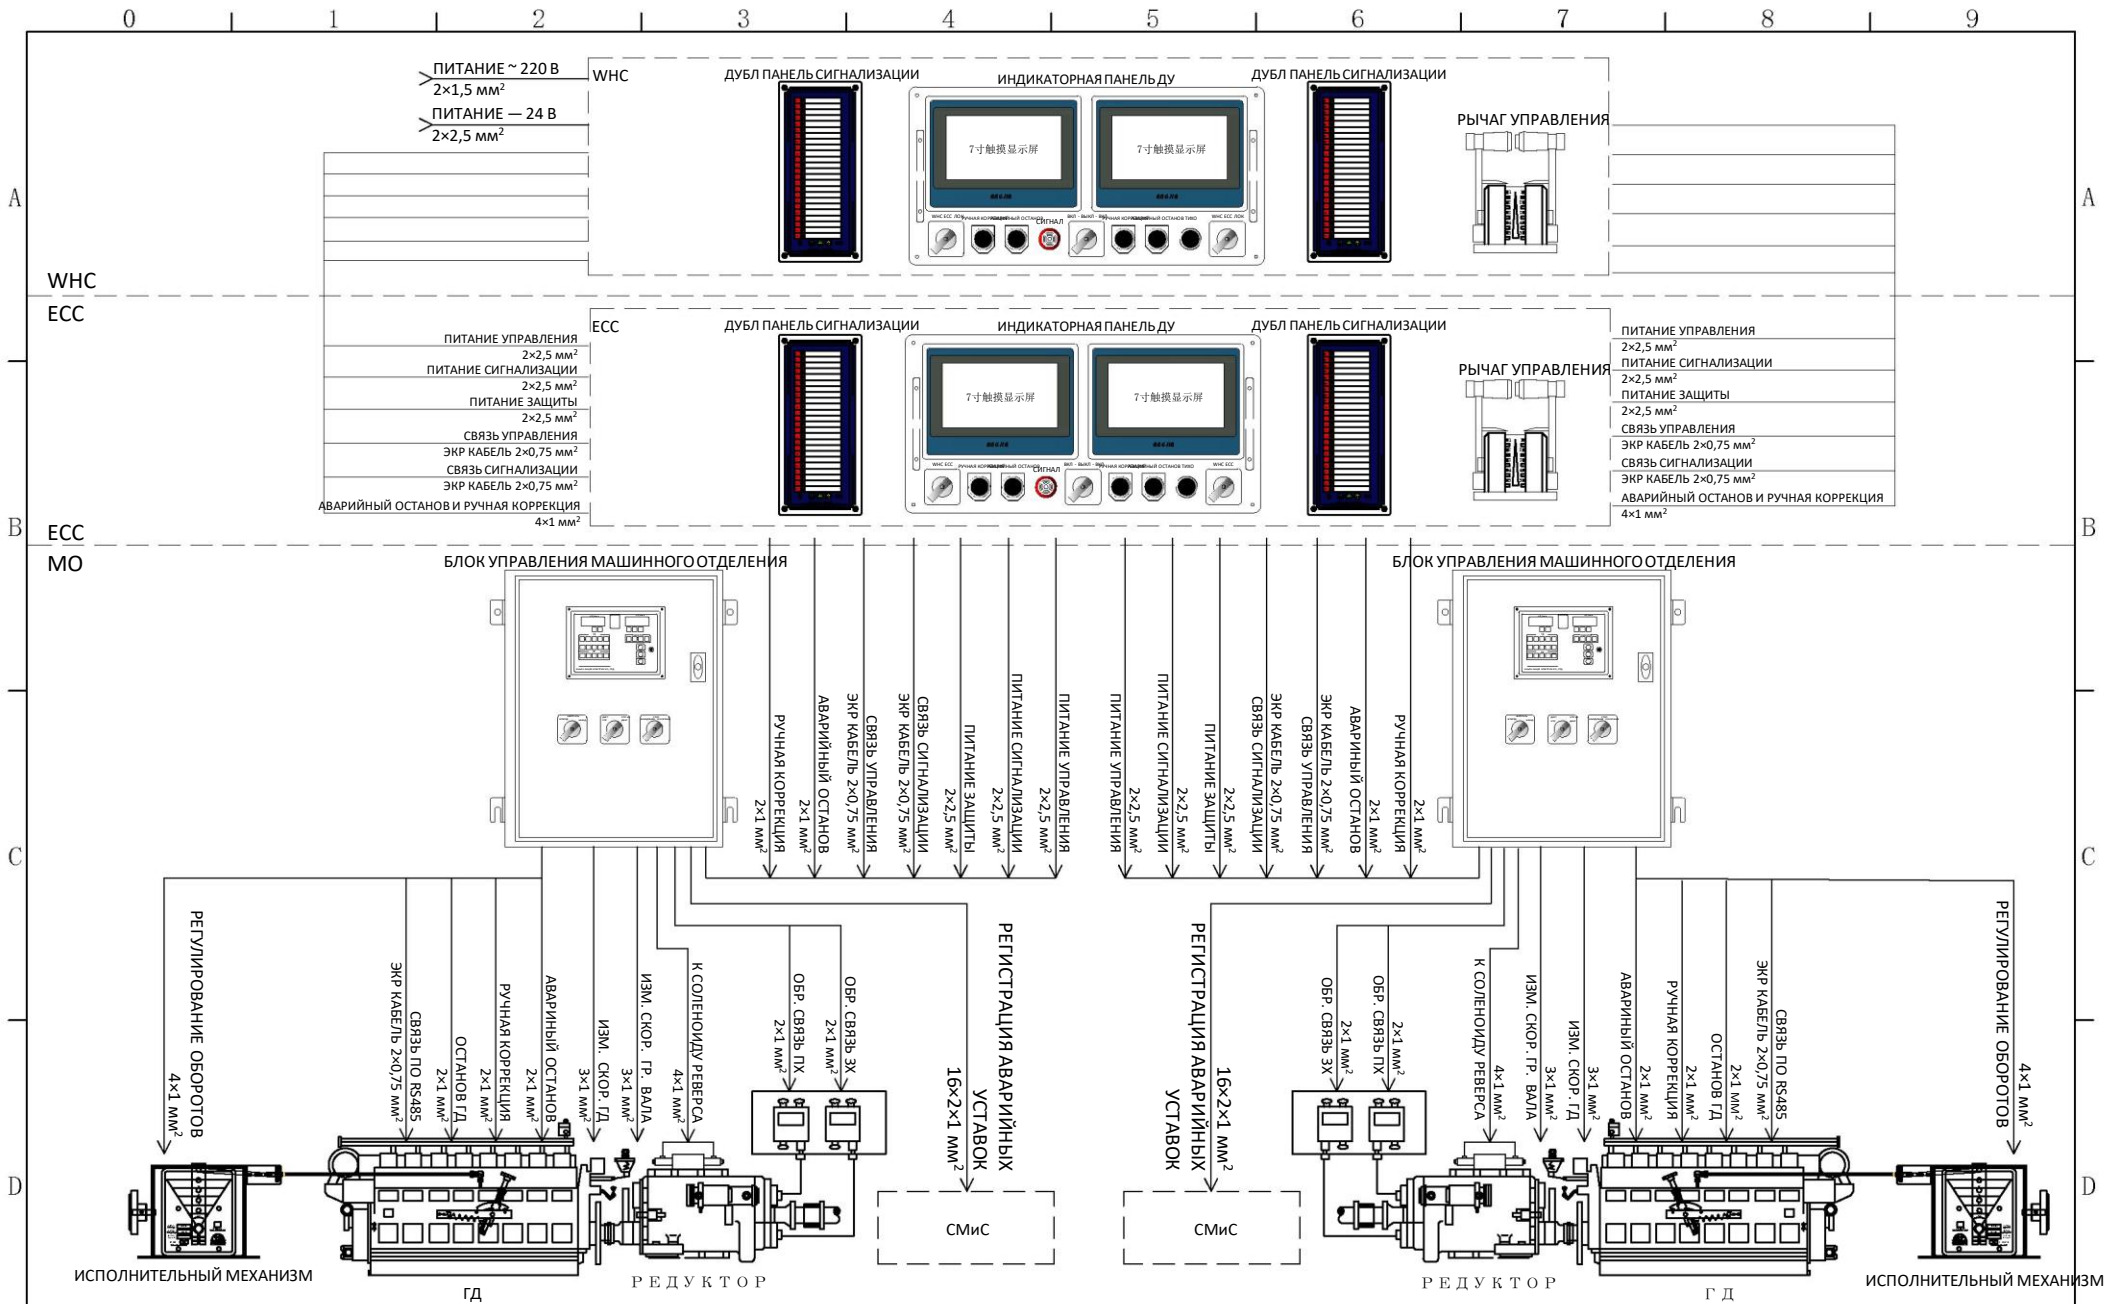 0 1 2 3 4 5 6 7 8 9
ПИТАНИЕ ~ 220 В
2×1,5 мм²
ПИТАНИЕ — 24 В
2×2,5 мм²
WHC
ДУБЛ ПАНЕЛЬ СИГНАЛИЗАЦИИ
ИНДИКАТОРНАЯ ПАНЕЛЬ ДУ
ДУБЛ ПАНЕЛЬ СИГНАЛИЗАЦИИ
РЫЧАГ УПРАВЛЕНИЯ
7寸触摸显示屏
7寸触摸显示屏
WHC ECC ЛОК
СИГНАЛ
ВКЛ - ВЫКЛ - ВКЛ
WHC ECC ЛОК
A
A
WHC
ECC
ECC
ДУБЛ ПАНЕЛЬ СИГНАЛИЗАЦИИ
ИНДИКАТОРНАЯ ПАНЕЛЬ ДУ
ДУБЛ ПАНЕЛЬ СИГНАЛИЗАЦИИ
РЫЧАГ УПРАВЛЕНИЯ
7寸触摸显示屏
7寸触摸显示屏
WHC ECC
СИГНАЛ
ВКЛ - ВЫКЛ - ВКЛ
WHC ECC
ПИТАНИЕ УПРАВЛЕНИЯ
2×2,5 мм²
ПИТАНИЕ СИГНАЛИЗАЦИИ
2×2,5 мм²
ПИТАНИЕ ЗАЩИТЫ
2×2,5 мм²
СВЯЗЬ УПРАВЛЕНИЯ
ЭКР КАБЕЛЬ 2×0,75 мм²
СВЯЗЬ СИГНАЛИЗАЦИИ
ЭКР КАБЕЛЬ 2×0,75 мм²
АВАРИЙНЫЙ ОСТАНОВ И РУЧНАЯ КОРРЕКЦИЯ
4×1 мм²
ПИТАНИЕ УПРАВЛЕНИЯ
2×2,5 мм²
ПИТАНИЕ СИГНАЛИЗАЦИИ
2×2,5 мм²
ПИТАНИЕ ЗАЩИТЫ
2×2,5 мм²
СВЯЗЬ УПРАВЛЕНИЯ
ЭКР КАБЕЛЬ 2×0,75 мм²
СВЯЗЬ СИГНАЛИЗАЦИИ
ЭКР КАБЕЛЬ 2×0,75 мм²
АВАРИЙНЫЙ ОСТАНОВ И РУЧНАЯ КОРРЕКЦИЯ
4×1 мм²
B
B
ECC
МО
БЛОК УПРАВЛЕНИЯ МАШИННОГО ОТДЕЛЕНИЯ
БЛОК УПРАВЛЕНИЯ МАШИННОГО ОТДЕЛЕНИЯ
РУЧНАЯ КОРРЕКЦИЯ
2×1 мм²
АВАРИЙНЫЙ ОСТАНОВ
2×1 мм²
СВЯЗЬ УПРАВЛЕНИЯ
ЭКР КАБЕЛЬ 2×0,75 мм²
СВЯЗЬ СИГНАЛИЗАЦИИ
ЭКР КАБЕЛЬ 2×0,75 мм²
ПИТАНИЕ ЗАЩИТЫ
2×2,5 мм²
ПИТАНИЕ СИГНАЛИЗАЦИИ
2×2,5 мм²
ПИТАНИЕ УПРАВЛЕНИЯ
2×2,5 мм²
ПИТАНИЕ УПРАВЛЕНИЯ
2×2,5 мм²
ПИТАНИЕ СИГНАЛИЗАЦИИ
2×2,5 мм²
ПИТАНИЕ ЗАЩИТЫ
2×2,5 мм²
СВЯЗЬ СИГНАЛИЗАЦИИ
ЭКР КАБЕЛЬ 2×0,75 мм²
СВЯЗЬ УПРАВЛЕНИЯ
ЭКР КАБЕЛЬ 2×0,75 мм²
АВАРИНЫЙ ОСТАНОВ
2×1 мм²
РУЧНАЯ КОРРЕКЦИЯ
2×1 мм²
C
C
РЕГУЛИРОВАНИЕ ОБОРОТОВ
4×1 мм²
СВЯЗЬ ПО RS485
ЭКР КАБЕЛЬ 2×0,75 мм²
ОСТАНОВ ГД
2×1 мм²
РУЧНАЯ КОРРЕКЦИЯ
2×1 мм²
АВАРИНЫЙ ОСТАНОВ
2×1 мм²
ИЗМ. СКОР. ГД
3×1 мм²
ИЗМ. СКОР. ГР. ВАЛА
3×1 мм²
К СОЛЕНОИДУ РЕВЕРСА
4×1 мм²
ОБР. СВЯЗЬ ПХ
2×1 мм²
ОБР. СВЯЗЬ ЗХ
2×1 мм²
РЕГИСТРАЦИЯ АВАРИЙНЫХ
УСТАВОК
16×2×1 мм²
РЕГИСТРАЦИЯ АВАРИЙНЫХ
УСТАВОК
16×2×1 мм²
ОБР. СВЯЗЬ ЗХ
2×1 мм²
ОБР. СВЯЗЬ ПХ
2×1 мм²
К СОЛЕНОИДУ РЕВЕРСА
4×1 мм²
ИЗМ. СКОР. ГР. ВАЛА
3×1 мм²
ИЗМ. СКОР. ГД
3×1 мм²
АВАРИНЫЙ ОСТАНОВ
2×1 мм²
РУЧНАЯ КОРРЕКЦИЯ
2×1 мм²
ОСТАНОВ ГД
2×1 мм²
ЭКР КАБЕЛЬ 2×0,75 мм²
СВЯЗЬ ПО RS485
РЕГУЛИРОВАНИЕ ОБОРОТОВ
4×1 мм²
D
D
СМиС
СМиС
ИСПОЛНИТЕЛЬНЫЙ МЕХАНИЗМ
ГД
РЕДУКТОР
РЕДУКТОР
ГД
ИСПОЛНИТЕЛЬНЫЙ МЕХАНИЗМ